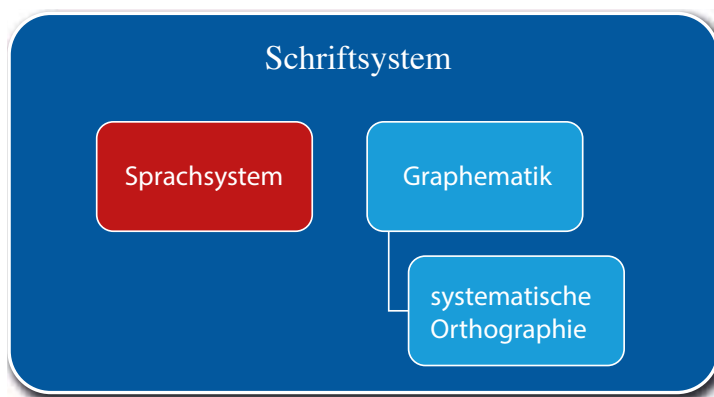 Schriftsystem
Sprachsystem
Graphematik
systematische
Orthographie